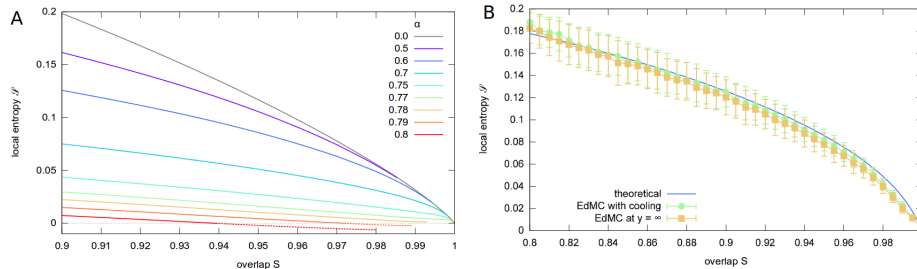 A
α
0.0
0.5
0.6
0.7
0.75
0.77
0.78
0.79
0.8
local entropy 𝒮
0.2
0.15
0.1
0.05
0
0.9 0.91 0.92 0.93 0.94 0.95 0.96 0.97 0.98 0.99 1
overlap S
B
local entropy 𝒮
0.2
0.18
0.16
0.14
0.12
0.1
0.08
0.06
0.04
0.02
0
theoretical
EdMC with cooling
EdMC at y = ∞
0.8 0.82 0.84 0.86 0.88 0.9 0.92 0.94 0.96 0.98 1
overlap S